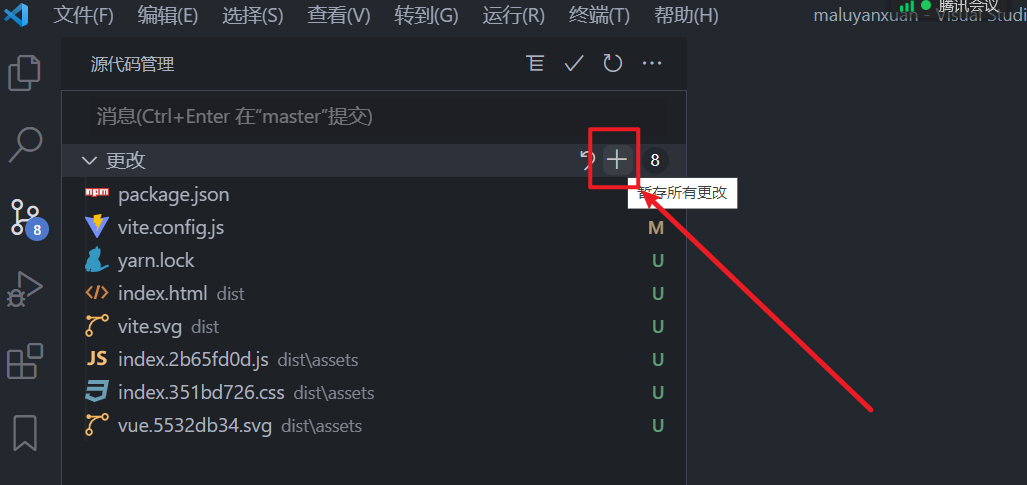 文件(F) 编辑(E) 选择(S) 查看(V) 转到(G) 运行(R) 终端(T) 帮助(H) maluyanxuan - Visual Studi 腾讯会议
源代码管理
消息(Ctrl+Enter 在“master”提交)
更改 8
暂存所有更改
npm package.json
vite.config.js M
8
yarn.lock U
index.html dist U
vite.svg dist U
JS index.2b65fd0d.js dist\assets U
index.351bd726.css dist\assets U
vue.5532db34.svg dist\assets U